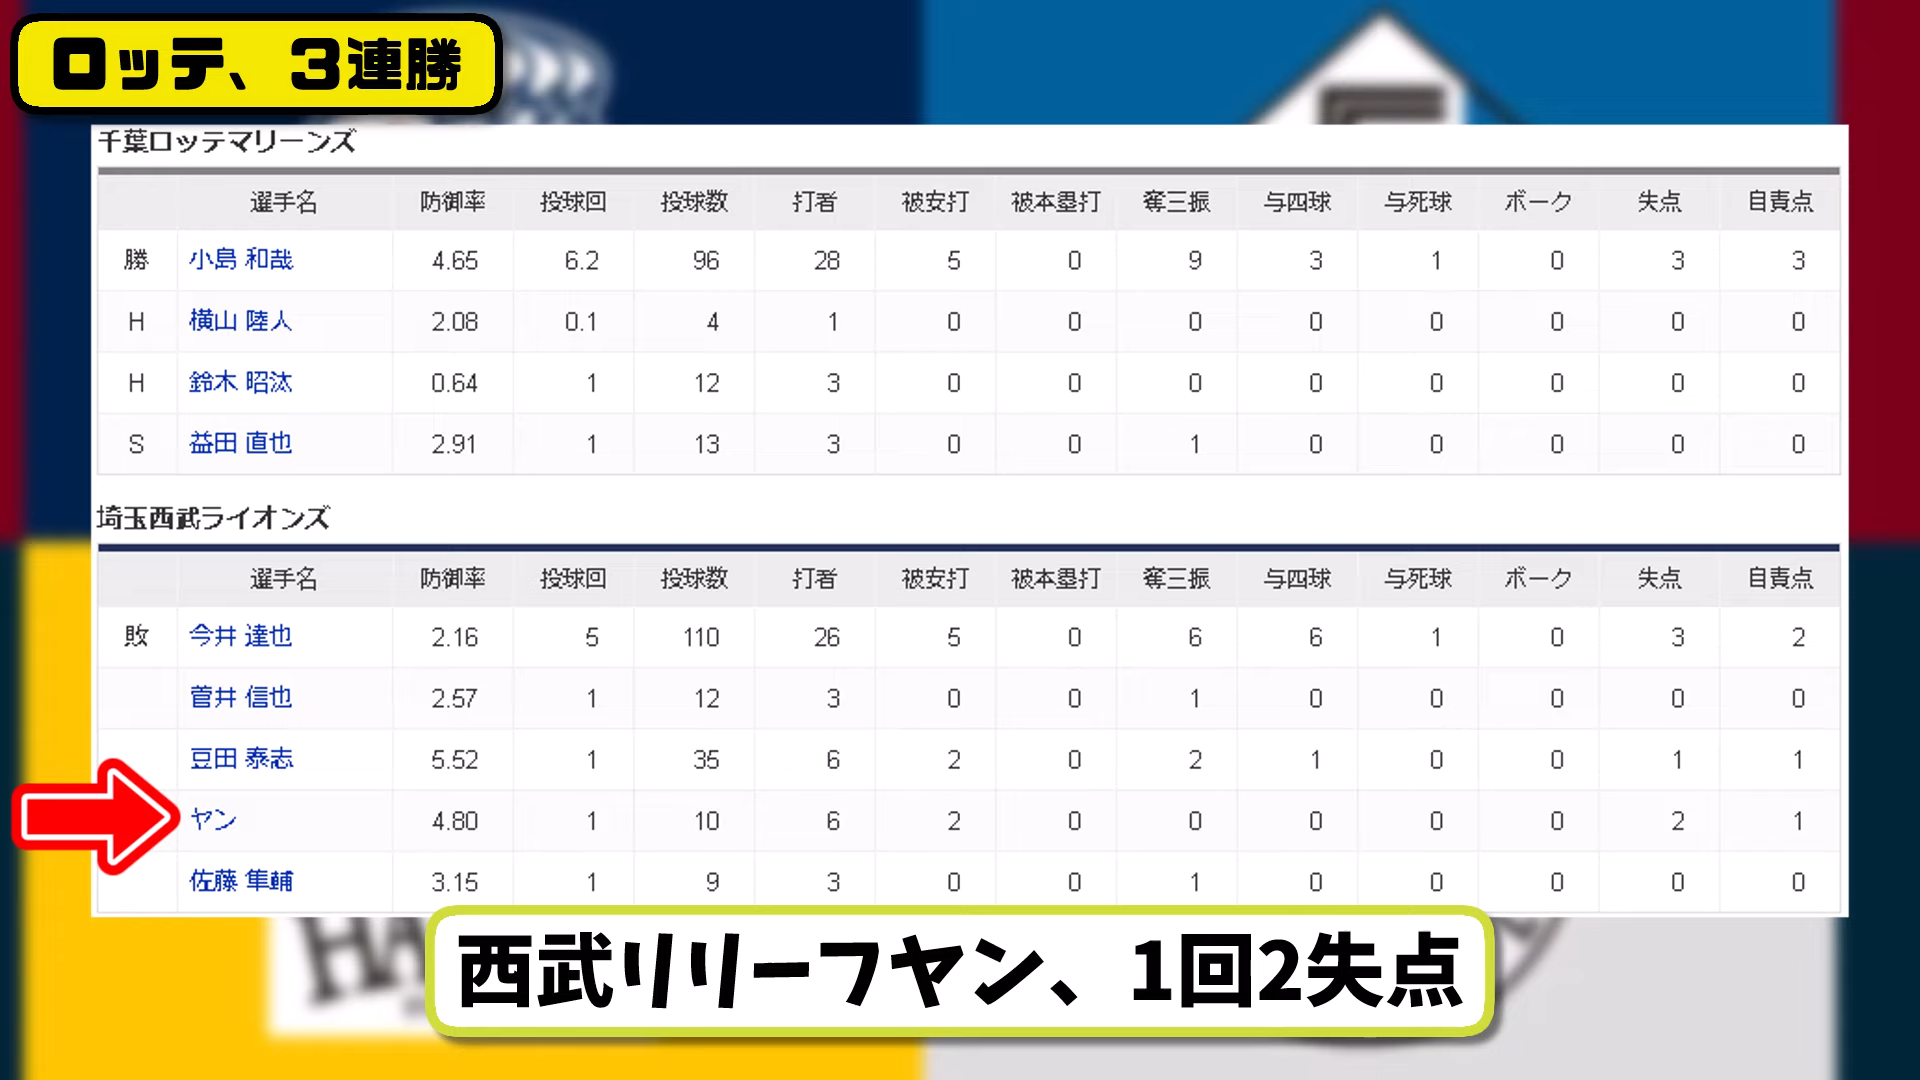 ロッテ、3連勝
千葉ロッテマリーンズ
選手名 防御率 投球回 投球数 打者 被安打 被本塁打 奪三振 与四球 与死球 ボーク 失点 自責点
勝 小島 和哉 4.65 6.2 96 28 5 0 9 3 1 0 3 3
H 横山 陸人 2.08 0.1 4 1 0 0 0 0 0 0 0 0
H 鈴木 昭汰 0.64 1 12 3 0 0 0 0 0 0 0 0
S 益田 直也 2.91 1 13 3 0 0 1 0 0 0 0 0
埼玉西武ライオンズ
選手名 防御率 投球回 投球数 打者 被安打 被本塁打 奪三振 与四球 与死球 ボーク 失点 自責点
敗 今井 達也 2.16 5 110 26 5 0 6 6 1 0 3 2
菅井 信也 2.57 1 12 3 0 0 1 0 0 0 0 0
豆田 泰志 5.52 1 35 6 2 0 2 1 0 0 1 1
ヤン 4.80 1 10 6 2 0 0 0 0 0 2 1
佐藤 隼輔 3.15 1 9 3 0 0 1 0 0 0 0 0
西武リリーフヤン、1回2失点